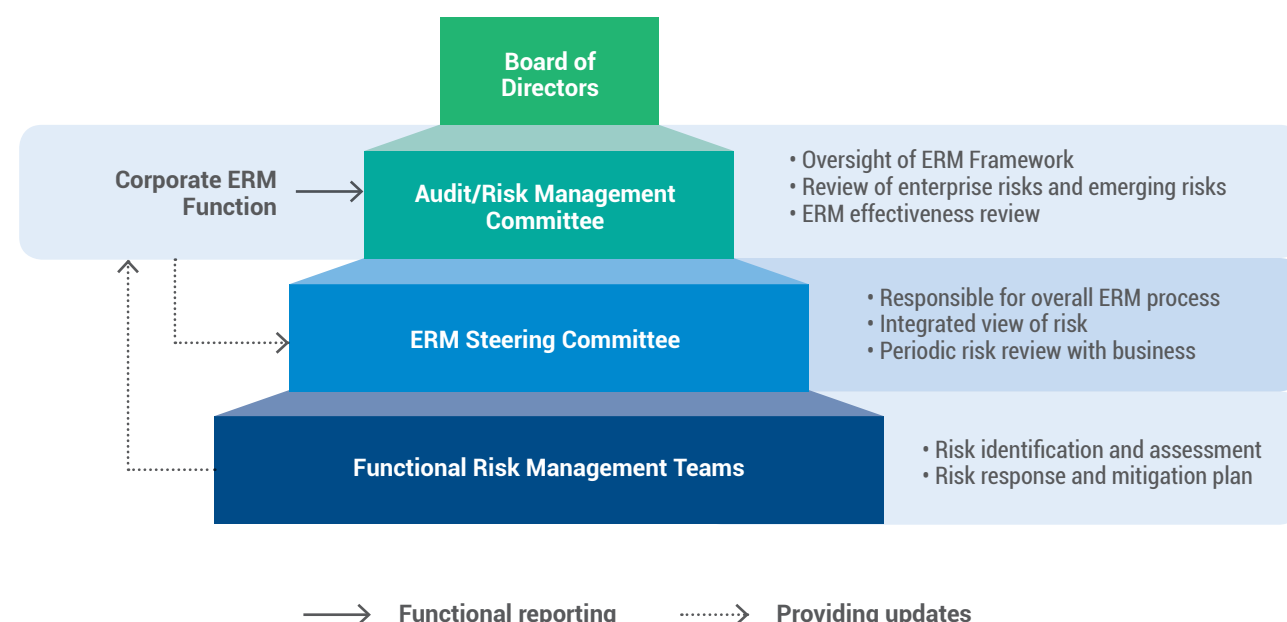 Board of
Directors
Corporate ERM
Function
Audit/Risk Management
Committee
• Oversight of ERM Framework
• Review of enterprise risks and emerging risks
• ERM effectiveness review
ERM Steering Committee
• Responsible for overall ERM process
• Integrated view of risk
• Periodic risk review with business
Functional Risk Management Teams
• Risk identification and assessment
• Risk response and mitigation plan
Functional reporting
Providing updates